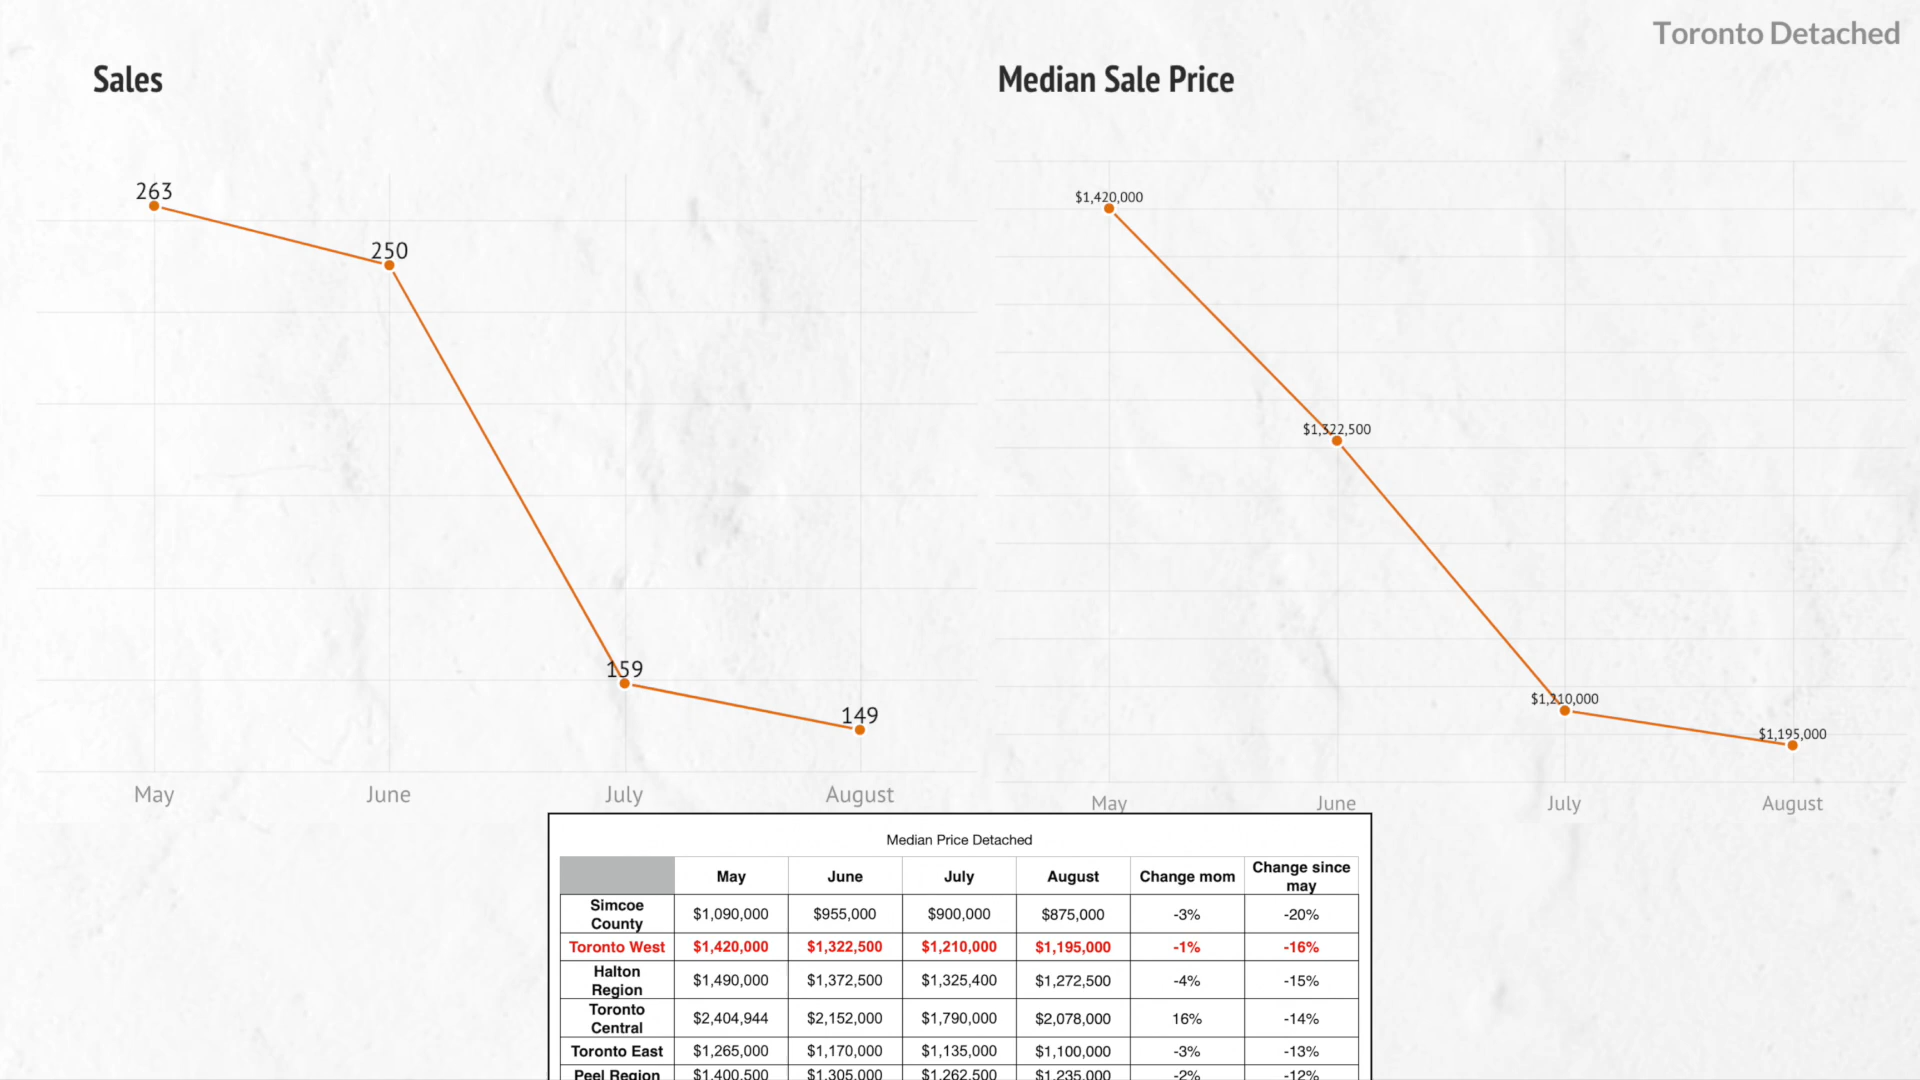 Toronto Detached
Sales
Median Sale Price
263
250
159
149
May June July August
$1,420,000
$1,322,500
$1,210,000
$1,195,000
May June July August
Median Price Detached
May June July August Change mom Change since may
Simcoe County $1,090,000 $955,000 $900,000 $875,000 -3% -20%
Toronto West $1,420,000 $1,322,500 $1,210,000 $1,195,000 -1% -16%
Halton Region $1,490,000 $1,372,500 $1,325,400 $1,272,500 -4% -15%
Toronto Central $2,404,944 $2,152,000 $1,790,000 $2,078,000 16% -14%
Toronto East $1,265,000 $1,170,000 $1,135,000 $1,100,000 -3% -13%
Peel Region $1,400,500 $1,305,000 $1,262,500 $1,235,000 -2% -12%